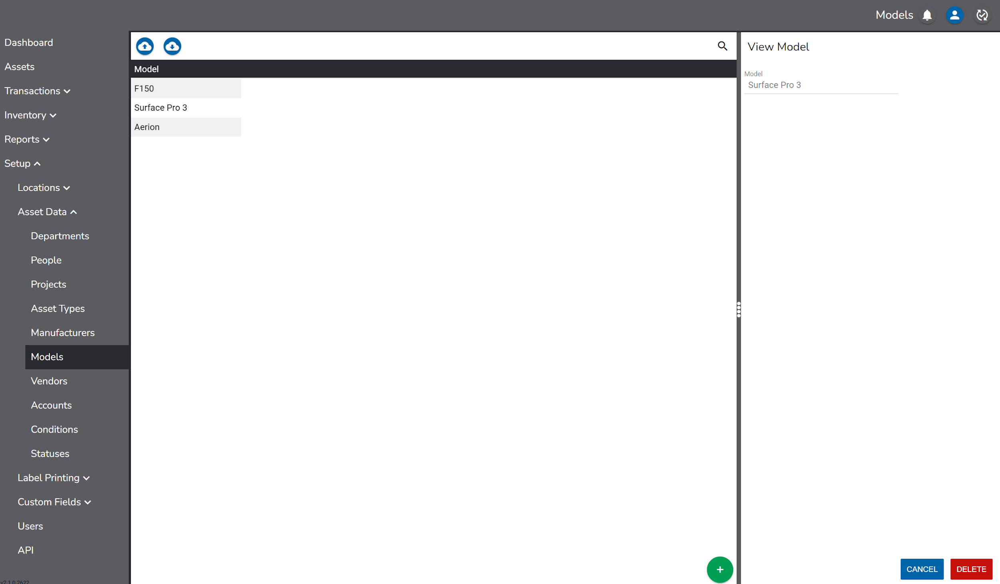 Models
Dashboard
Assets
Transactions
Inventory
Reports
Setup
Locations
Asset Data
Departments
People
Projects
Asset Types
Manufacturers
Models
Vendors
Accounts
Conditions
Statuses
Label Printing
Custom Fields
Users
API
v2.1.0.2622
Model
F150
Surface Pro 3
Aerion
+
View Model
Model
Surface Pro 3
CANCEL DELETE